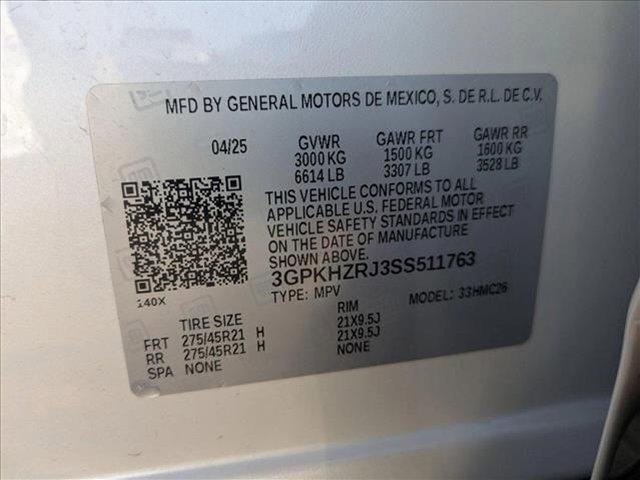 MFD BY GENERAL MOTORS DE MEXICO, S. DE R.L. DE C.V.
04/25 GVWR GAWR FRT GAWR RR
3000 KG 1500 KG 1600 KG
6614 LB 3307 LB 3528 LB
THIS VEHICLE CONFORMS TO ALL
APPLICABLE U.S. FEDERAL MOTOR
VEHICLE SAFETY STANDARDS IN EFFECT
ON THE DATE OF MANUFACTURE
SHOWN ABOVE.
3GPKHZRJ3SS511763
140X TYPE: MPV MODEL: 33HMC26
TIRE SIZE RIM
FRT 275/45R21 H 21X9.5J
RR 275/45R21 H 21X9.5J
SPA NONE NONE